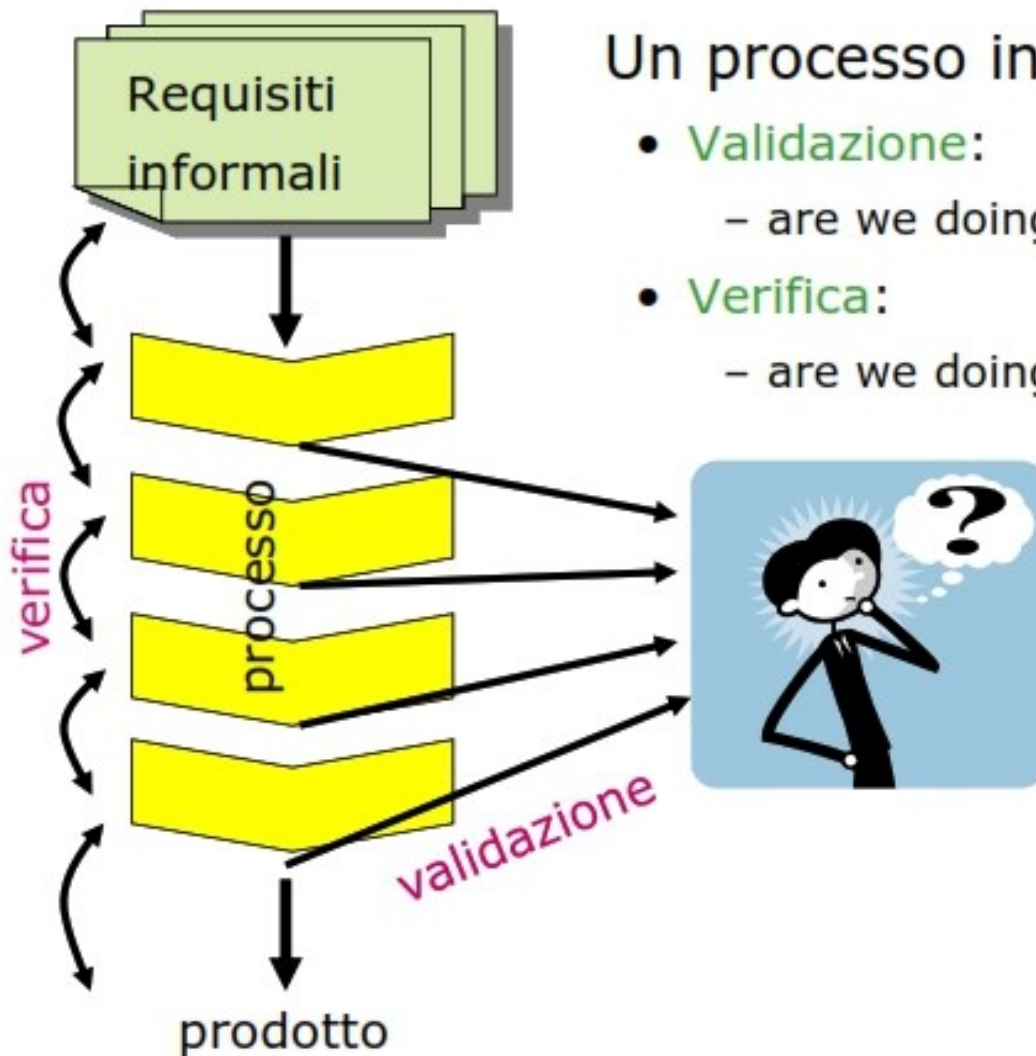 Requisiti
informali
Un processo in
• Validazione:
– are we doing
• Verifica:
– are we doing
verifica
processo
?
validazione
prodotto